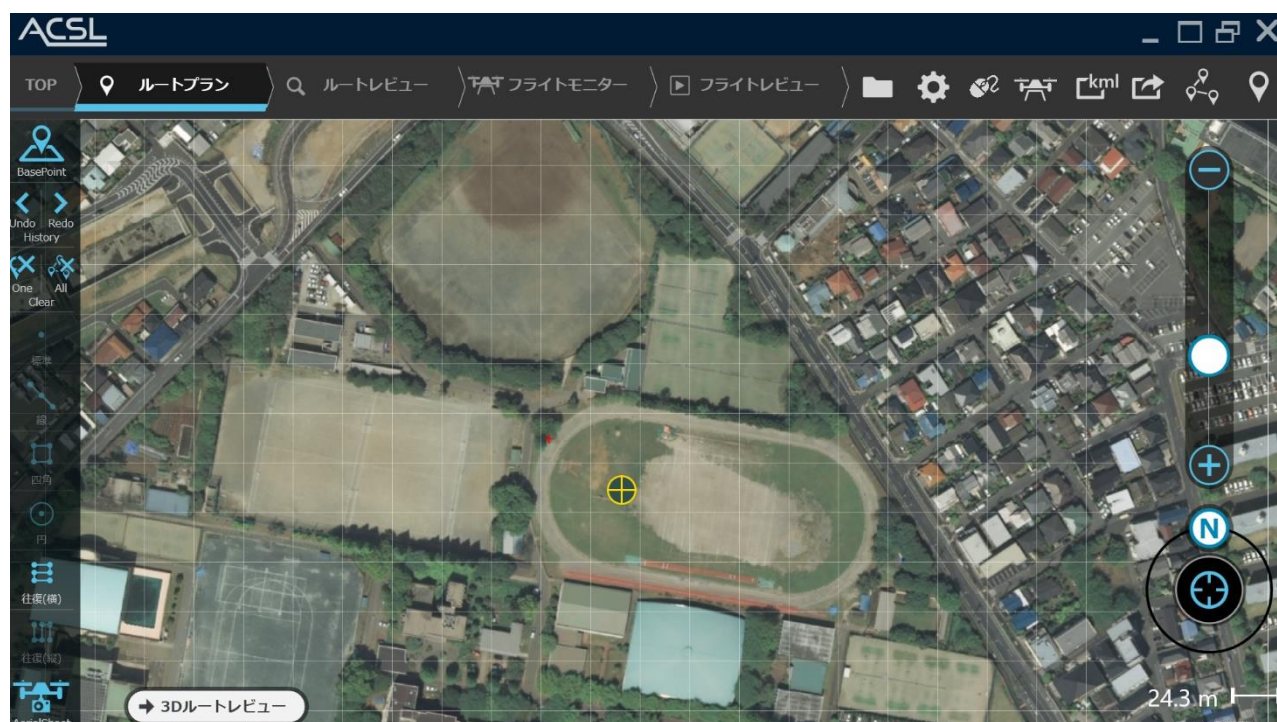 ACSL
TOP
ルートプラン
ルートレビュー
フライトモニター
フライトレビュー
kml
BasePoint
Undo Redo
History
One All
Clear
標準
線
四角
円
往復(横)
往復(縦)
AerialShoot
N
24.3 m
3Dルートレビュー